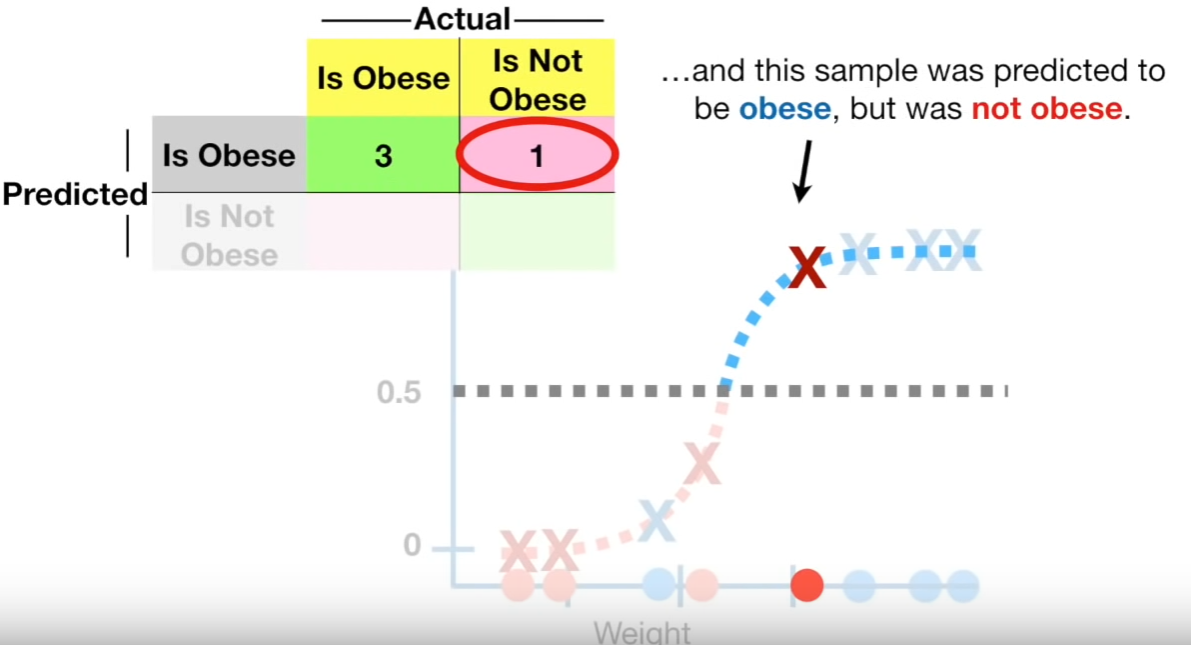 Actual
Is Obese
Is Not
Obese
…and this sample was predicted to
be obese, but was not obese.
Predicted
Is Obese
3
1
Is Not
Obese
X
X
X
X
0.5
X
X
0
X
X
Weight